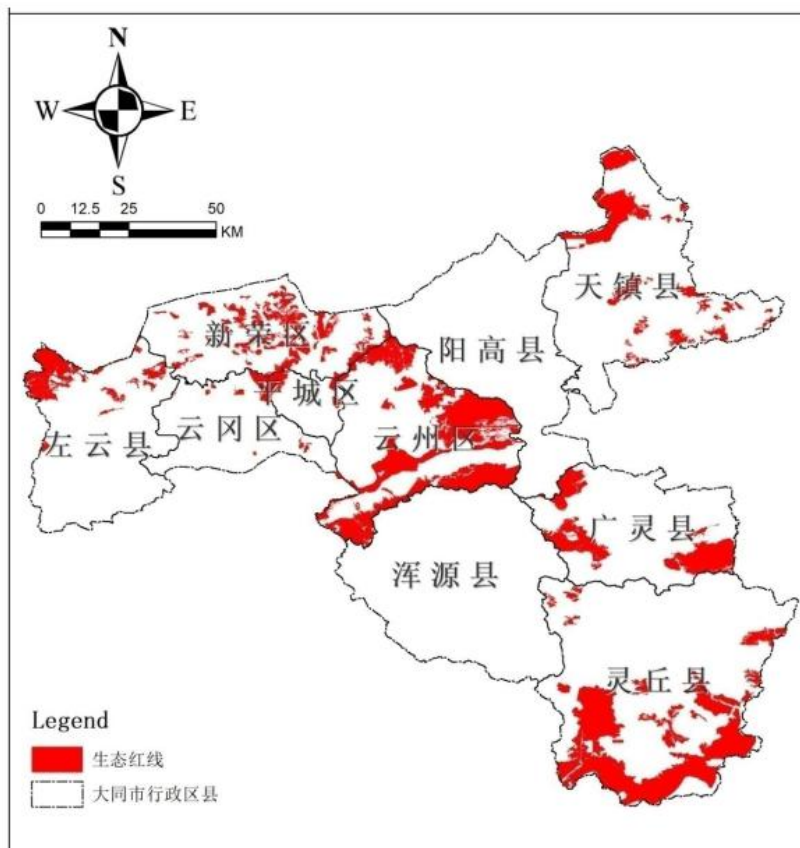 N
W E
S
0 12.5 25 50
KM
天镇县
阳高县
新荣区
平城区
云冈区
云州区
左云县
广灵县
浑源县
灵丘县
Legend
生态红线
大同市行政区县